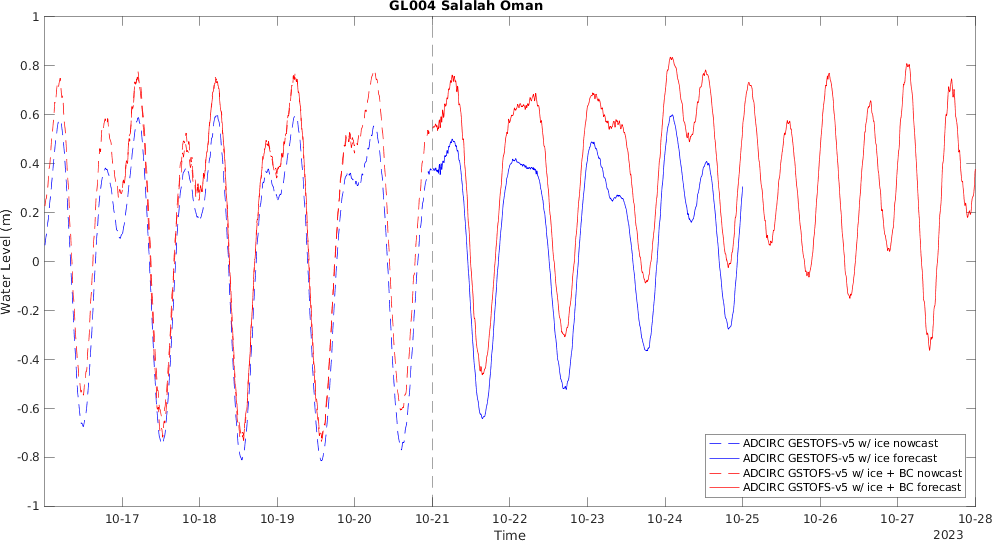 GL004 Salalah Oman
1
0.8
0.6
0.4
0.2
0
-0.2
-0.4
-0.6
-0.8
-1
Water Level (m)
10-17 10-18 10-19 10-20 10-21 10-22 10-23 10-24 10-25 10-26 10-27 10-28
Time
2023
ADCIRC GESTOFS-v5 w/ ice nowcast
ADCIRC GESTOFS-v5 w/ ice forecast
ADCIRC GSTOFS-v5 w/ ice + BC nowcast
ADCIRC GSTOFS-v5 w/ ice + BC forecast